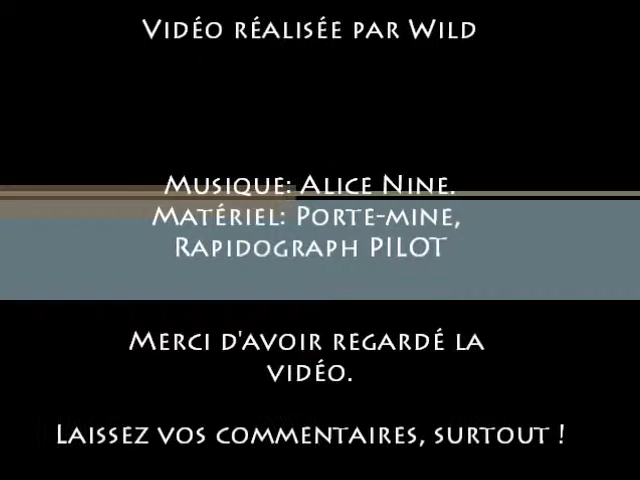 Vidéo réalisée par Wild
Musique: Alice Nine.
Matériel: Porte-mine,
Rapidograph PILOT
Merci d'avoir regardé la
vidéo.
Laissez vos commentaires, surtout !